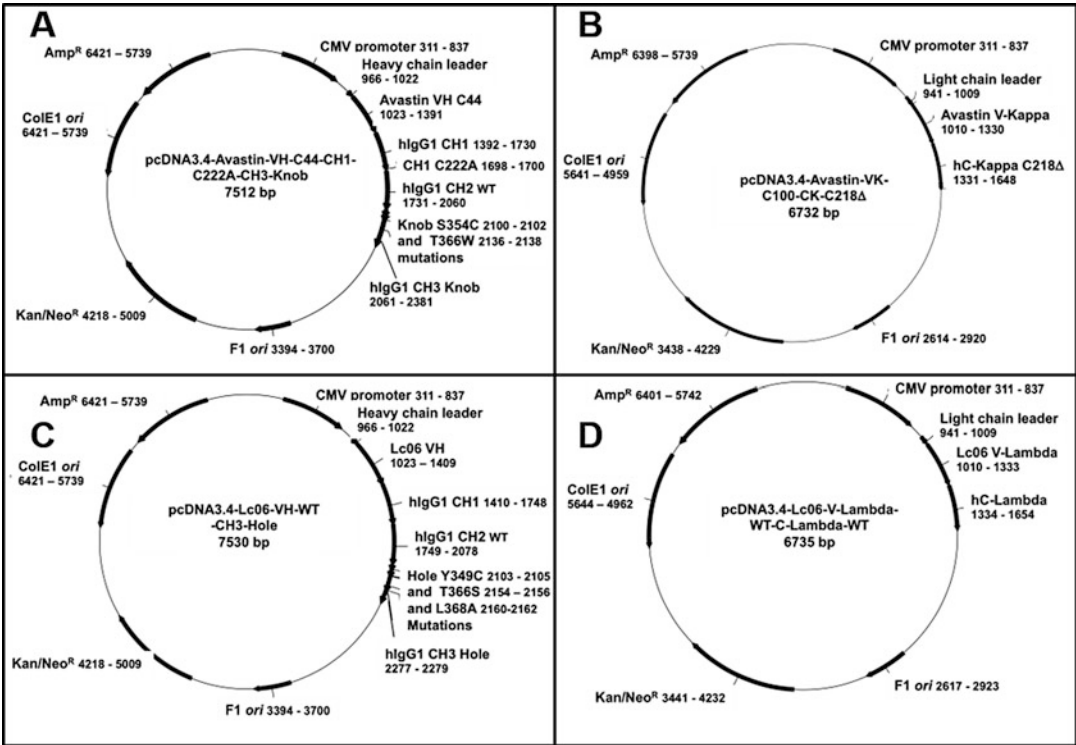 A
Amp^R 6421 – 5739
CMV promoter 311 - 837
Heavy chain leader
966 - 1022
Avastin VH C44
1023 - 1391
ColE1 ori
6421 – 5739
hIgG1 CH1 1392 - 1730
CH1 C222A 1698 - 1700
pcDNA3.4-Avastin-VH-C44-CH1-
C222A-CH3-Knob
7512 bp
hIgG1 CH2 WT
1731 - 2060
Knob S354C 2100 - 2102
and T366W 2136 - 2138
mutations
hIgG1 CH3 Knob
2061 - 2381
Kan/Neo^R 4218 - 5009
F1 ori 3394 - 3700
B
Amp^R 6398 - 5739
CMV promoter 311 - 837
Light chain leader
941 - 1009
Avastin V-Kappa
1010 - 1330
ColE1 ori
5641 – 4959
hC-Kappa C218Δ
1331 - 1648
pcDNA3.4-Avastin-VK-
C100-CK-C218Δ
6732 bp
F1 ori 2614 - 2920
Kan/Neo^R 3438 - 4229
C
Amp^R 6421 – 5739
CMV promoter 311 - 837
Heavy chain leader
966 - 1022
Lc06 VH
1023 – 1409
ColE1 ori
6421 – 5739
hIgG1 CH1 1410 - 1748
pcDNA3.4-Lc06-VH-WT
-CH3-Hole
7530 bp
hIgG1 CH2 WT
1749 - 2078
Hole Y349C 2103 - 2105
and T366S 2154 – 2156
and L368A 2160-2162
Mutations
hIgG1 CH3 Hole
2277 - 2279
Kan/Neo^R 4218 - 5009
F1 ori 3394 - 3700
D
Amp^R 6401 – 5742
CMV promoter 311 - 837
Light chain leader
941 - 1009
Lc06 V-Lambda
1010 - 1333
ColE1 ori
5644 – 4962
hC-Lambda
1334 - 1654
pcDNA3.4-Lc06-V-Lambda-
WT-C-Lambda-WT
6735 bp
F1 ori 2617 - 2923
Kan/Neo^R 3441 - 4232